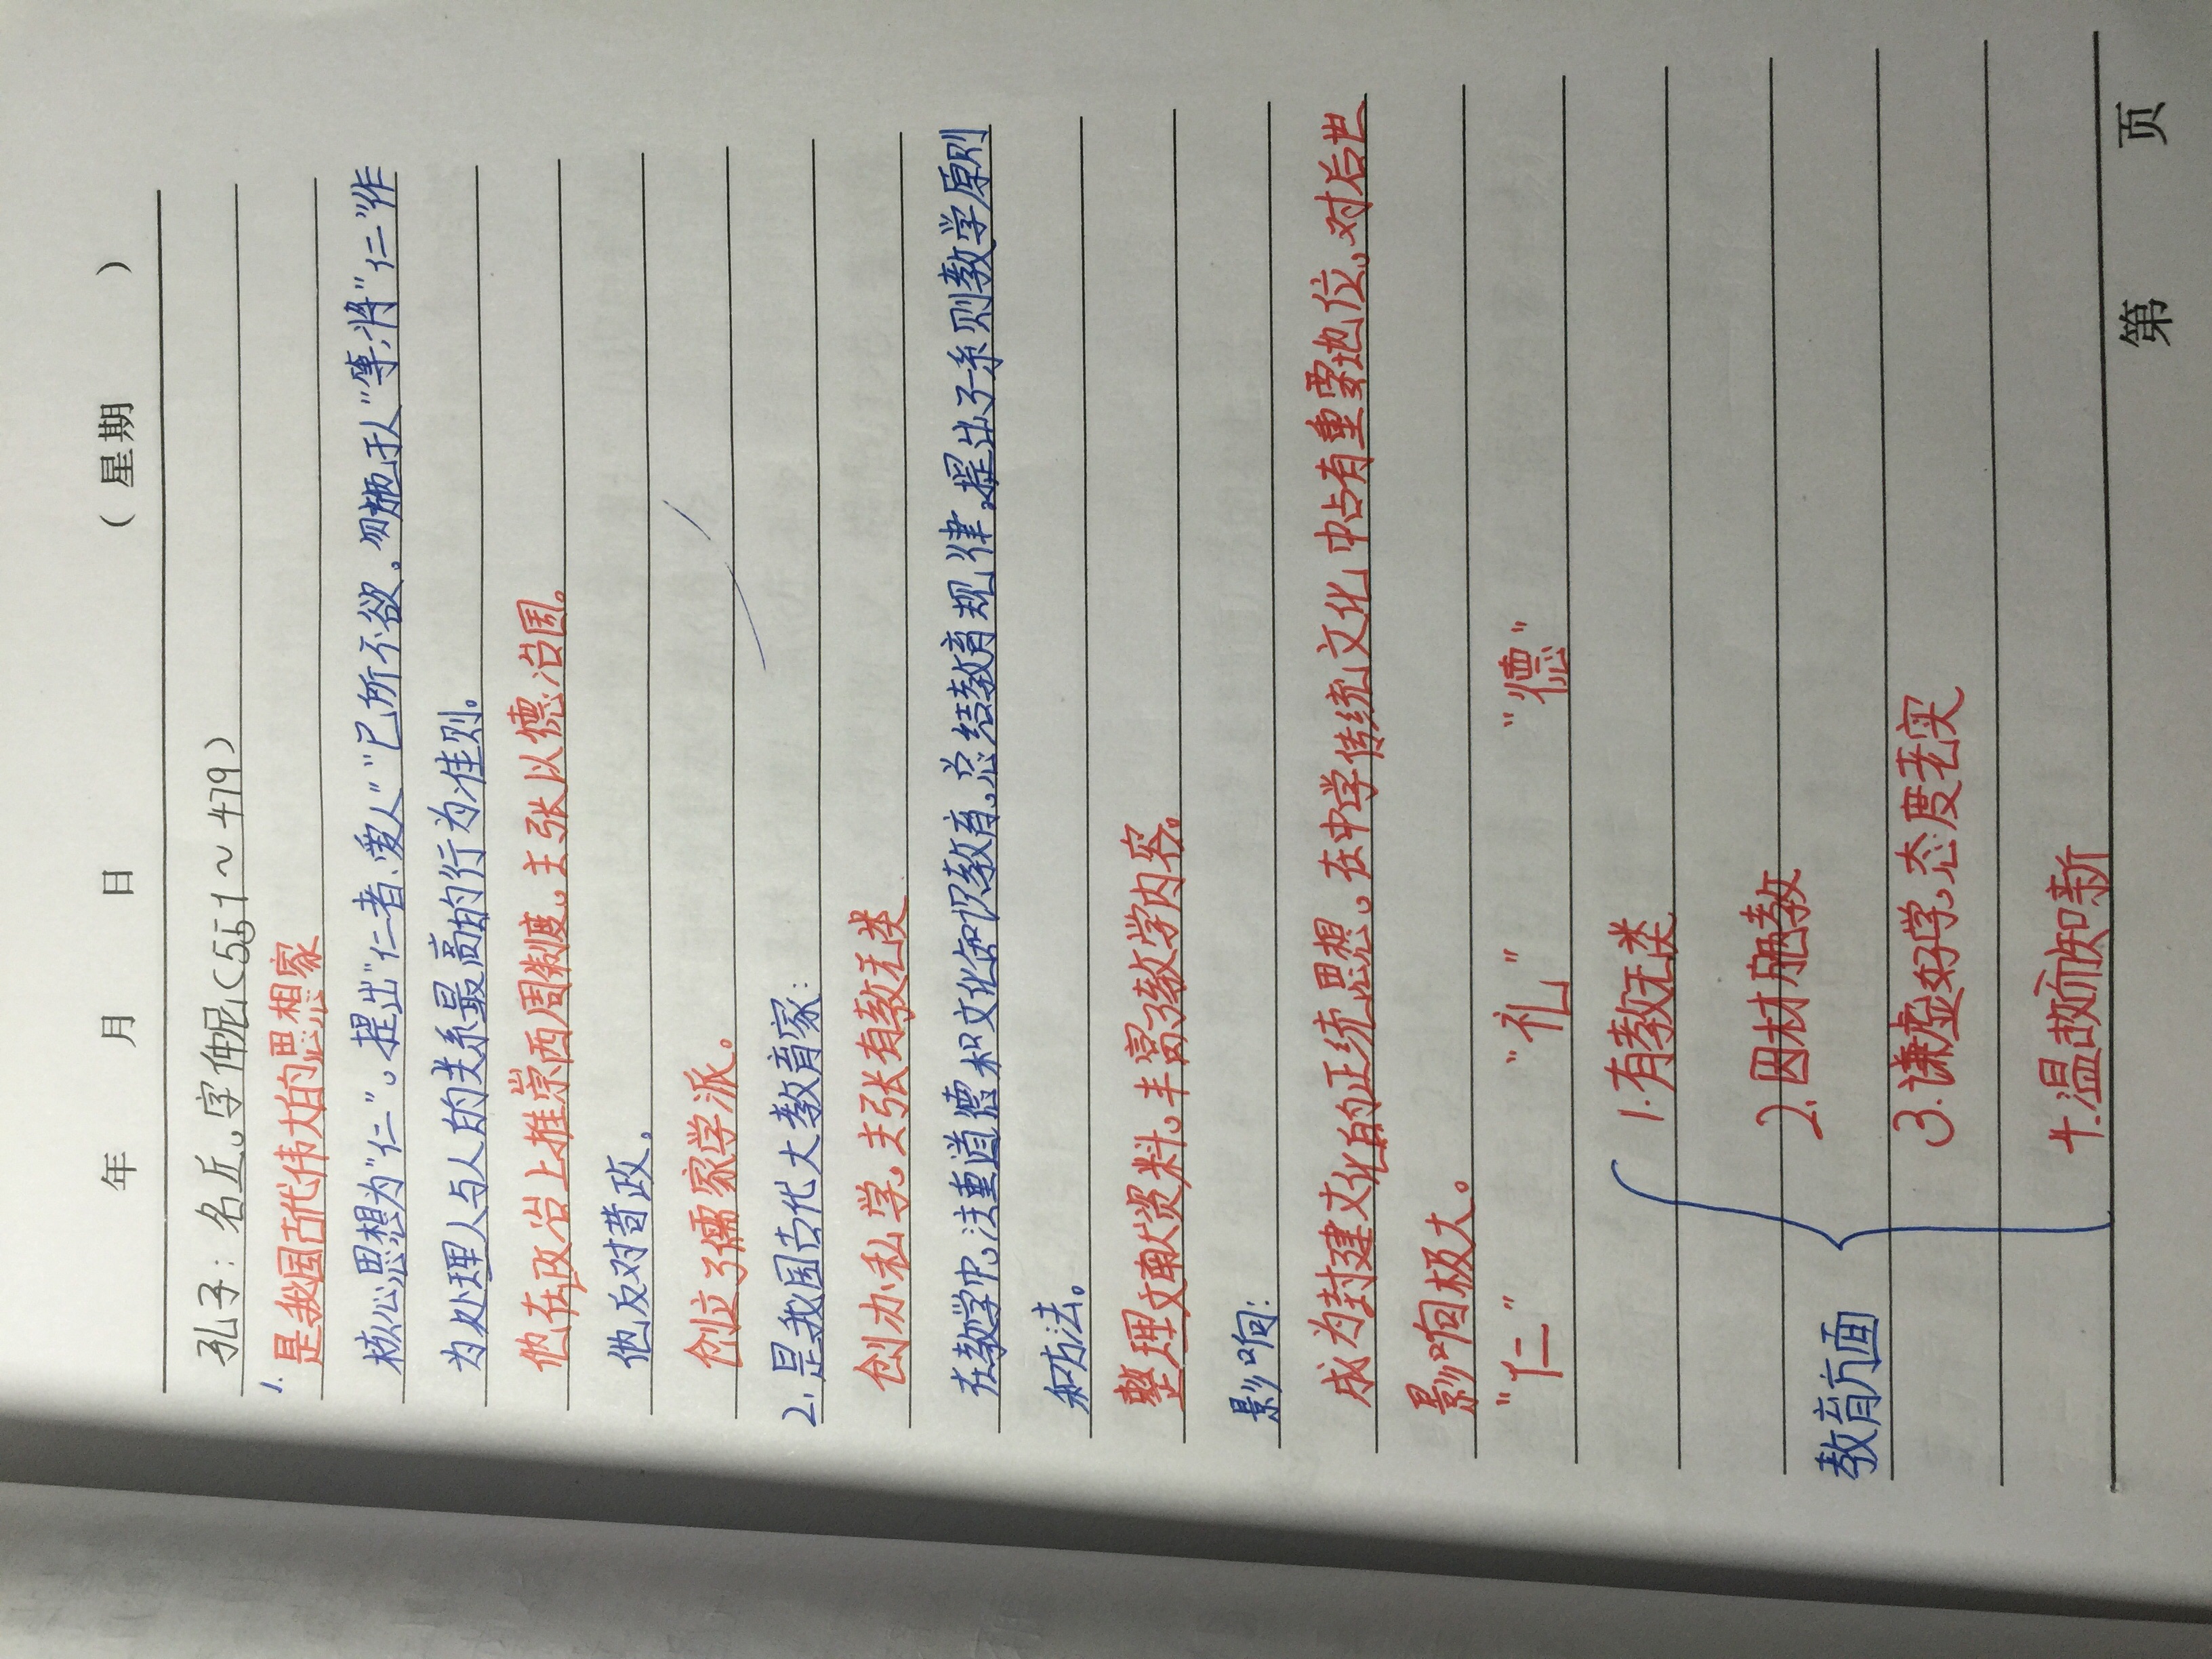 年 月 日 （星期 ）
孔子：名丘。字仲尼（551～479）
1.是我国古代伟大的思想家
核心思想为“仁”。提出“仁者、爱人”“己所不欲。勿施于人”等，将“仁”作
为处理人与人的关系最高的行为准则。
他在政治上推崇西周制度。主张以德治国。
他反对苛政。
创立了儒家学派。
2.是我国古代大教育家：
创办私学。主张有教无类
在教学中。注重道德和文化知识教育。总结教育规律。提出了一系列教学原则
和方法。
整理文献资料。丰富了教学内容。
影响：
成为封建文化的正统思想。在中学传统文化中占有重要地位。对后世
影响极大。
“仁” “礼” “德”
1.有教无类
2.因材施教
教育方面
3.谦虚好学。态度老实
4.温故而知新
第 页